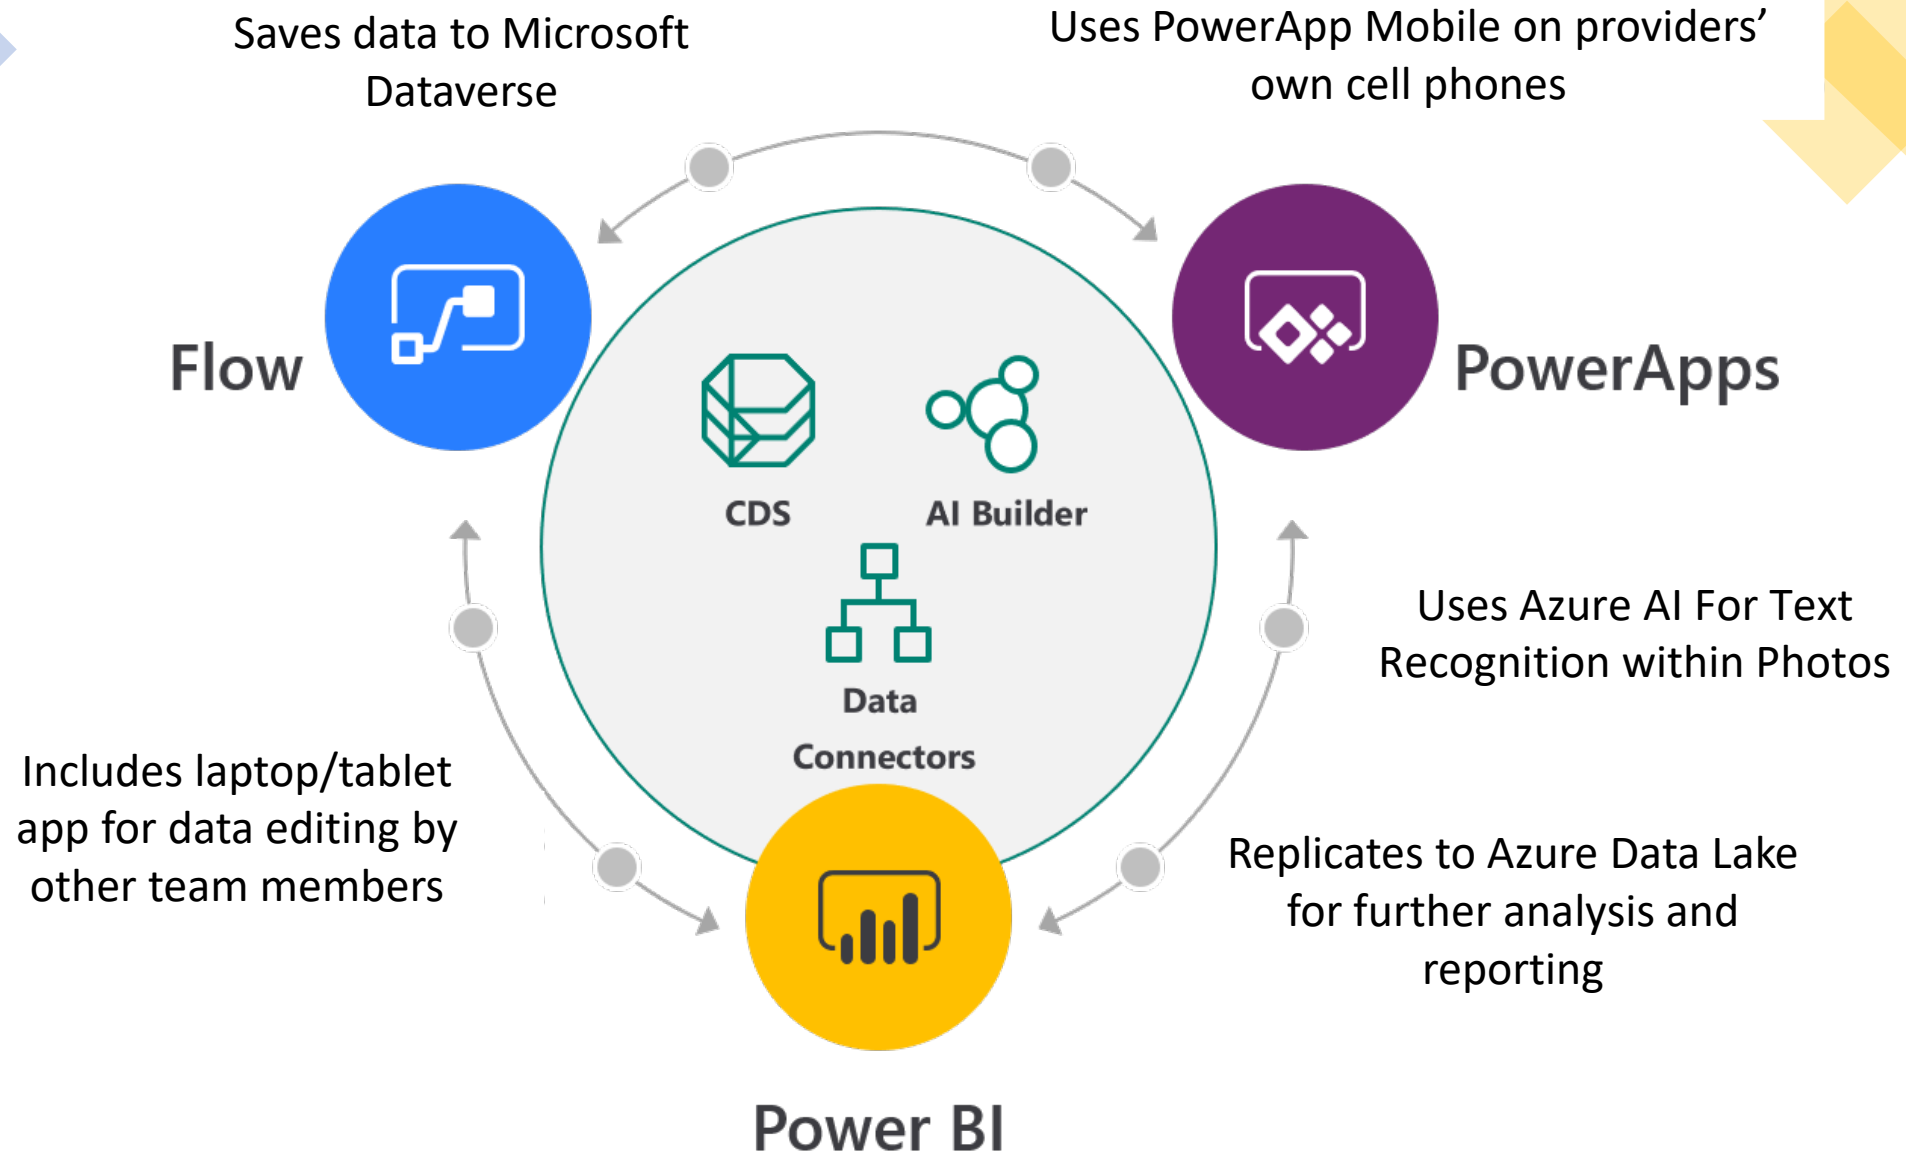 Saves data to Microsoft
Dataverse
Uses PowerApp Mobile on providers’
own cell phones
Flow
PowerApps
CDS
AI Builder
Data
Connectors
Uses Azure AI For Text
Recognition within Photos
Includes laptop/tablet
app for data editing by
other team members
Replicates to Azure Data Lake
for further analysis and
reporting
Power BI